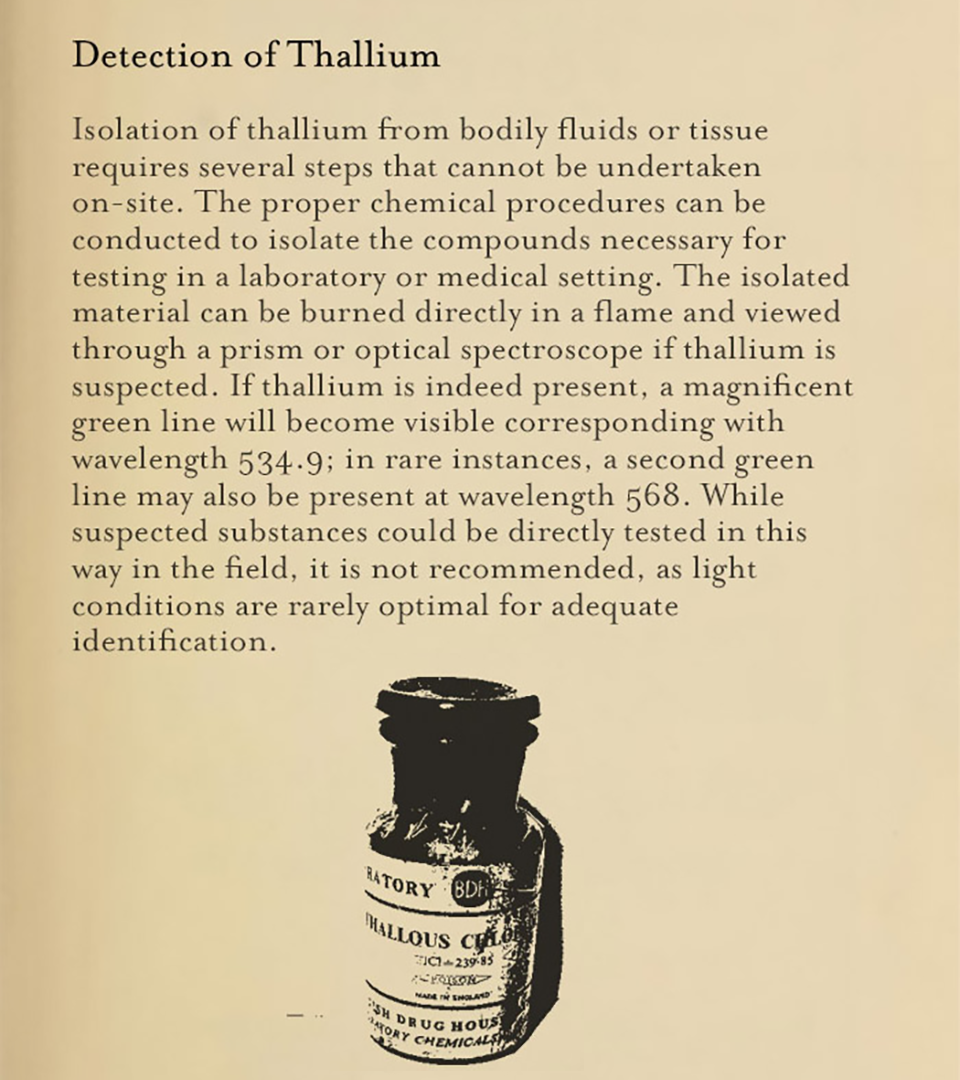 Detection of Thallium
Isolation of thallium from bodily fluids or tissue
requires several steps that cannot be undertaken
on-site. The proper chemical procedures can be
conducted to isolate the compounds necessary for
testing in a laboratory or medical setting. The isolated
material can be burned directly in a flame and viewed
through a prism or optical spectroscope if thallium is
suspected. If thallium is indeed present, a magnificent
green line will become visible corresponding with
wavelength 534.9; in rare instances, a second green
line may also be present at wavelength 568. While
suspected substances could be directly tested in this
way in the field, it is not recommended, as light
conditions are rarely optimal for adequate
identification.
RATORY BDH
HALLOUS CHLO
239·85
POISON
MADE IN ENGLAND
SH DRUG HOUS
TORY CHEMICALS